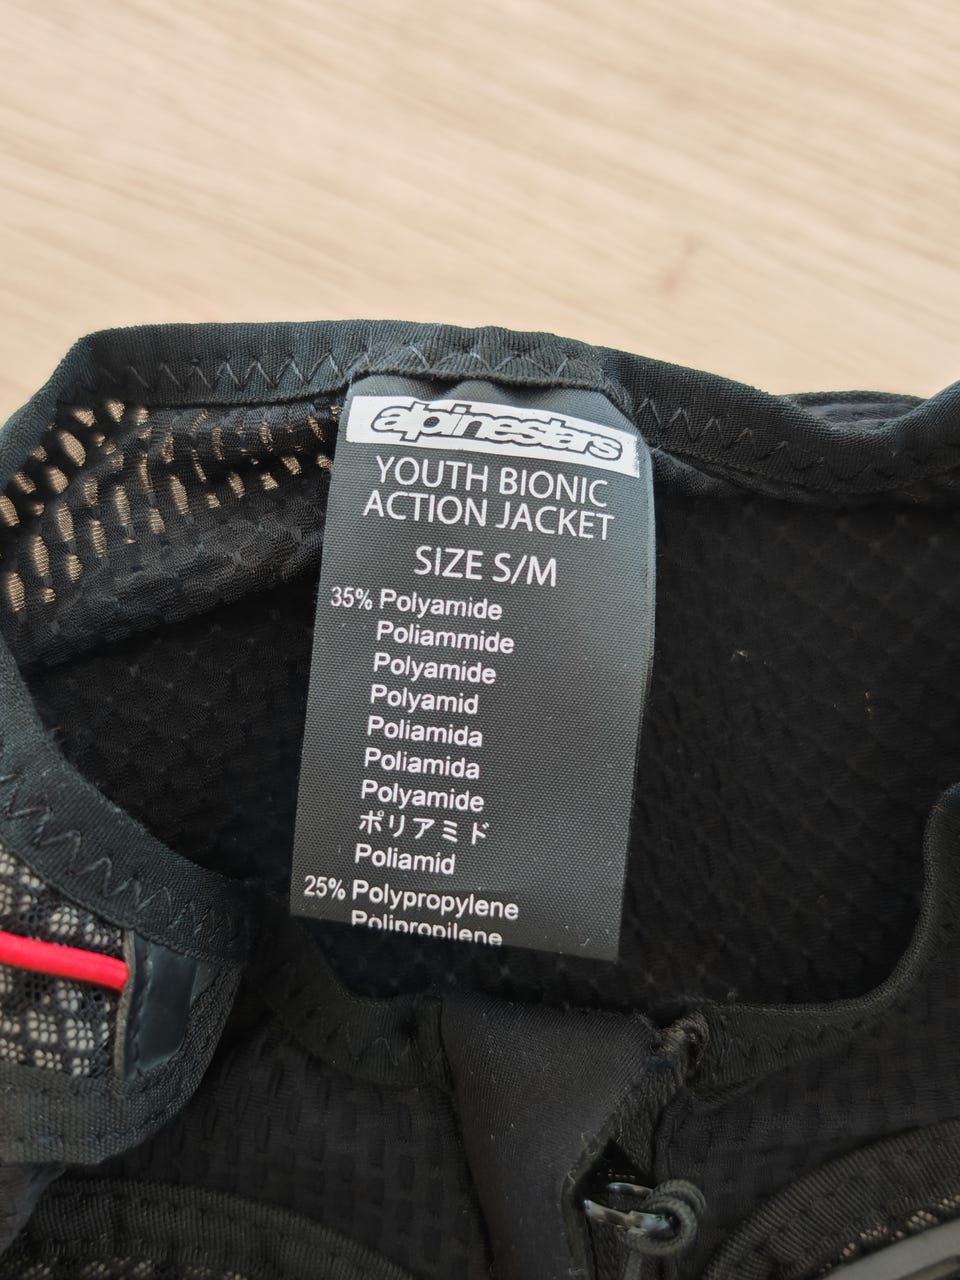 alpinestars
YOUTH BIONIC
ACTION JACKET
SIZE S/M
35% Polyamide
Poliammide
Polyamide
Polyamid
Poliamida
Poliamida
Polyamide
ポリアミド
Poliamid
25% Polypropylene
Polipropilene